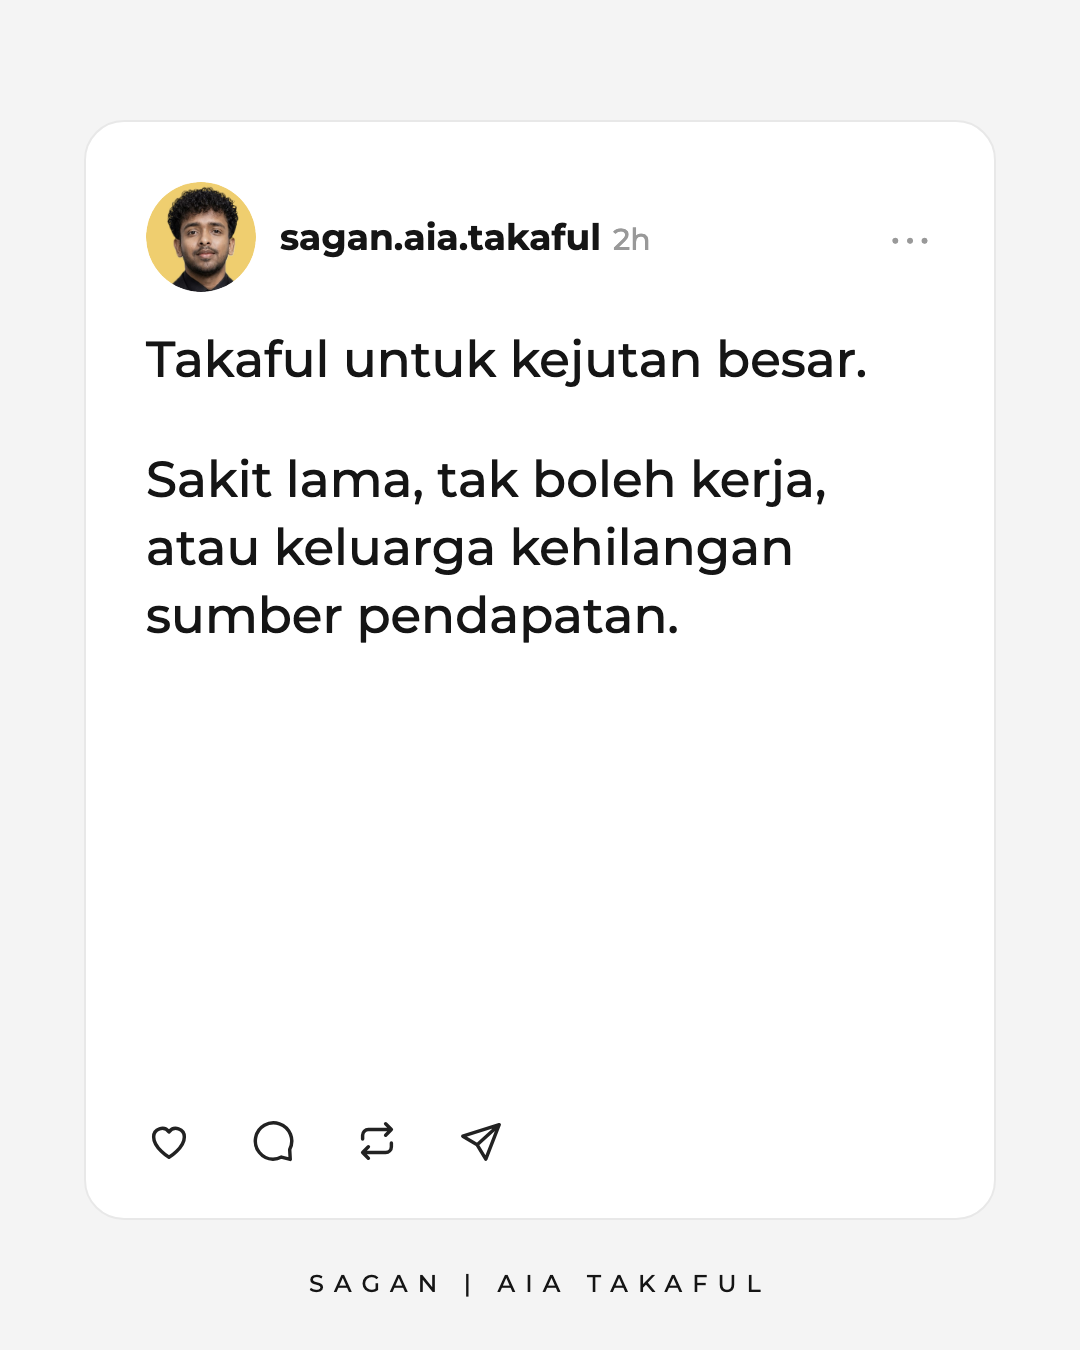 sagan.aia.takaful 2h
Takaful untuk kejutan besar.
Sakit lama, tak boleh kerja,
atau keluarga kehilangan
sumber pendapatan.
SAGAN | AIA TAKAFUL